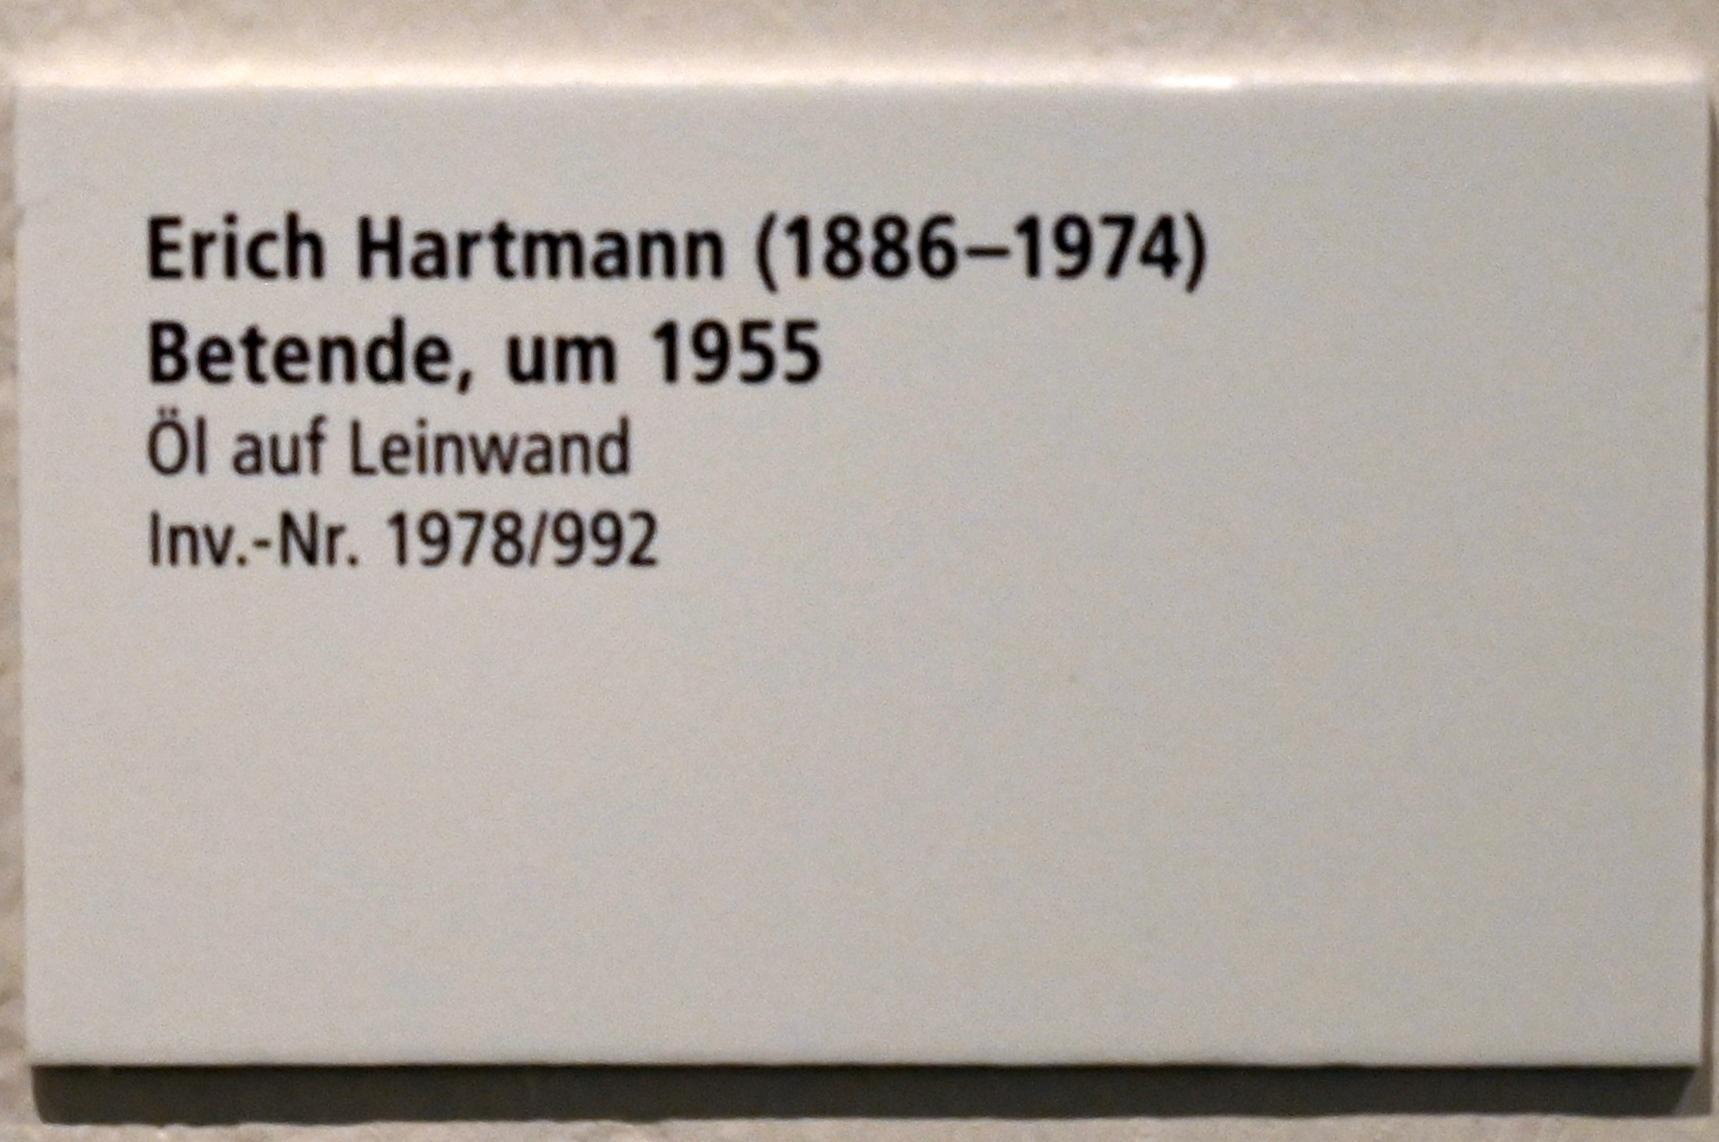 Erich Hartmann (1886–1974)
Betende, um 1955
Öl auf Leinwand
Inv.-Nr. 1978/992